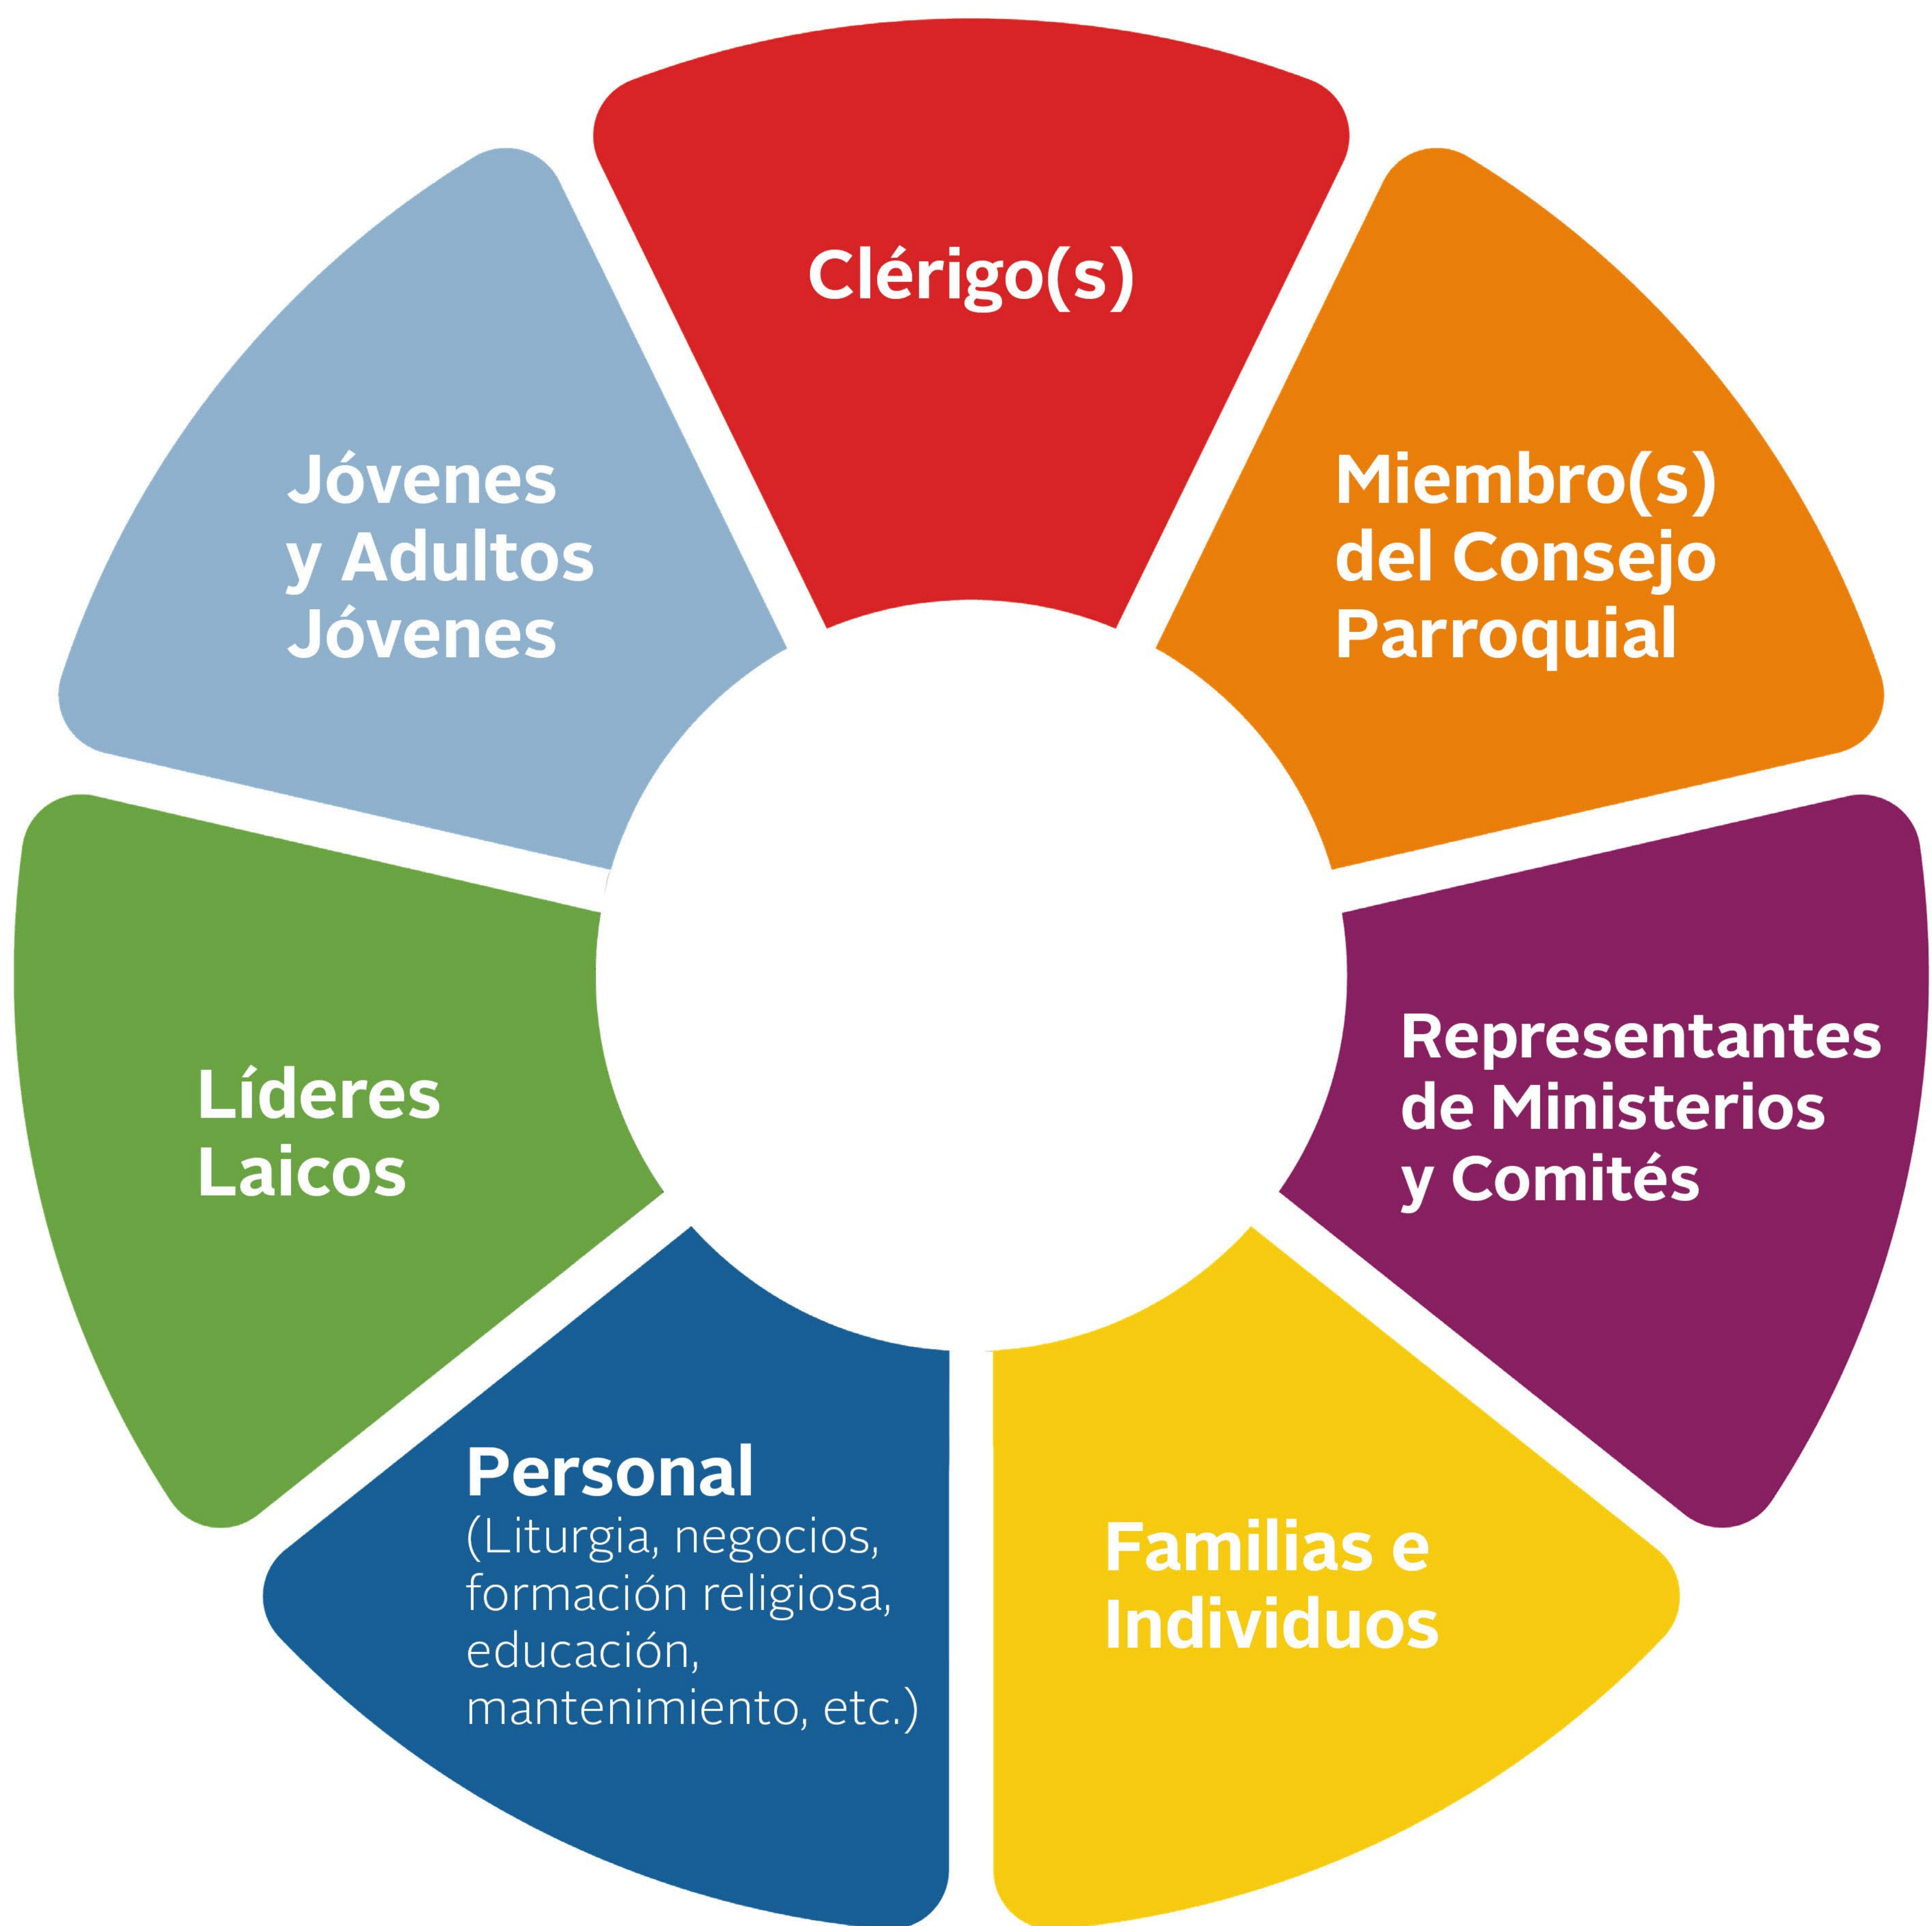 Clérigo(s)
Miembro(s)
del Consejo
Parroquial
Representantes
de Ministerios
y Comités
Familias e
Individuos
Personal
(Liturgia, negocios,
formación religiosa,
educación,
mantenimiento, etc.)
Líderes
Laicos
Jóvenes
y Adultos
Jóvenes